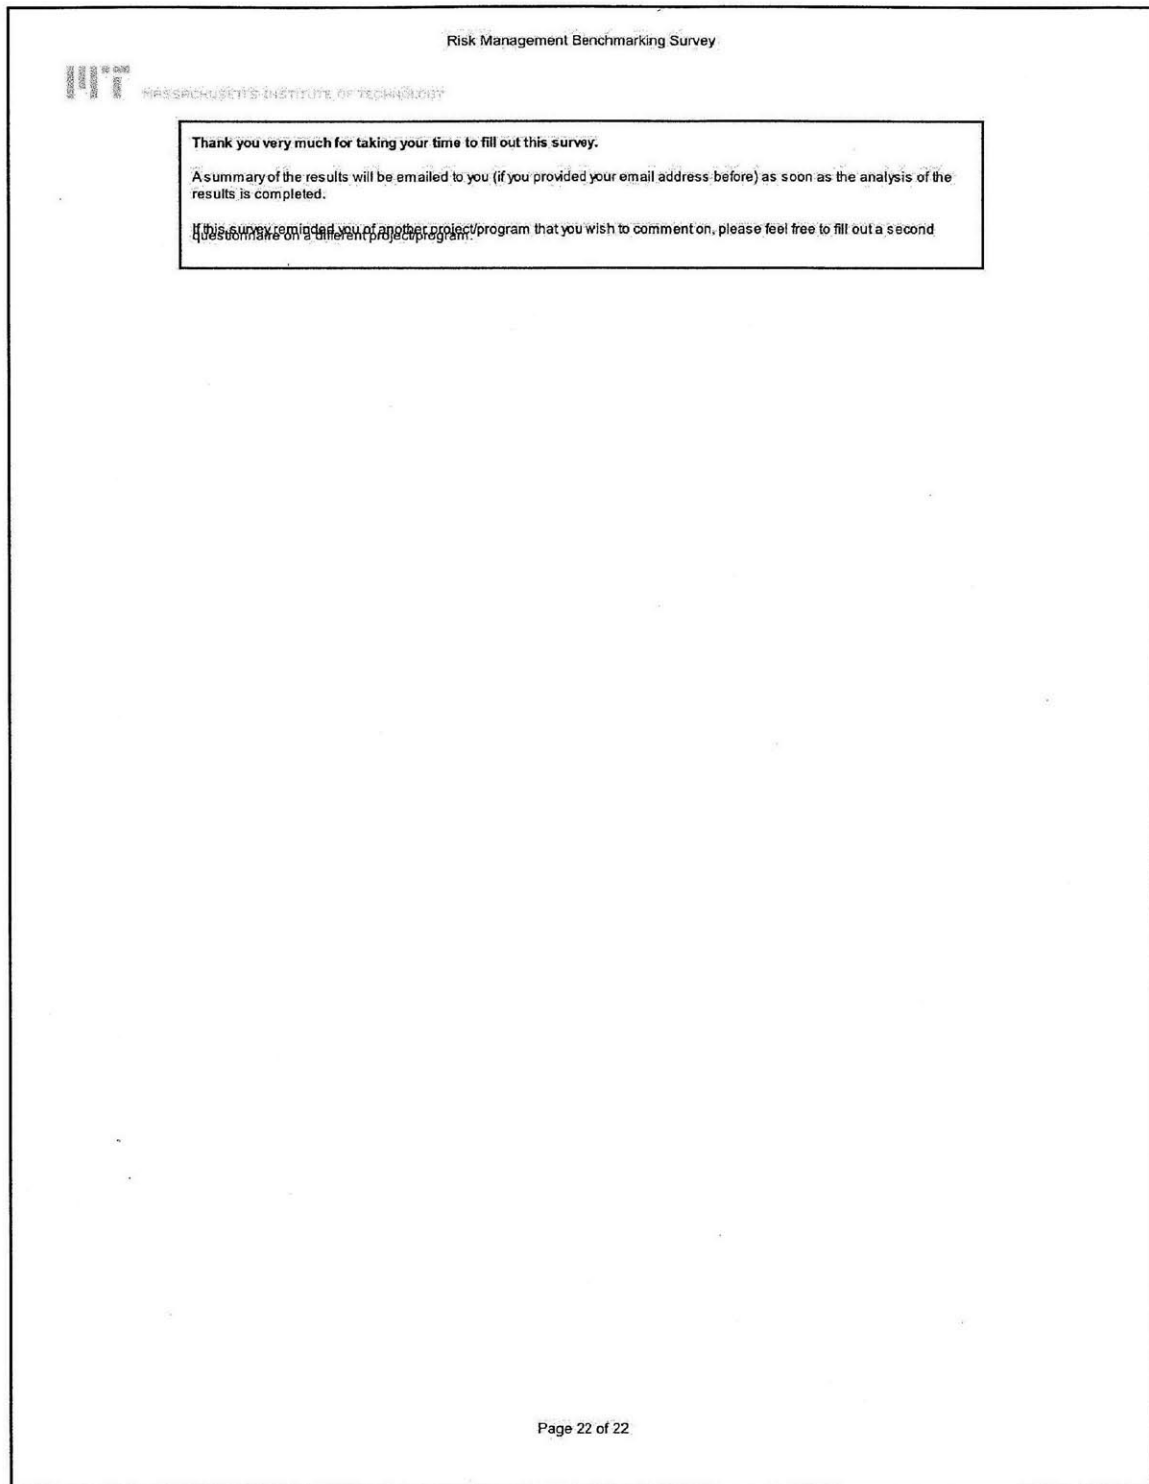 Risk Management Benchmarking Survey
MIT MASSACHUSETTS INSTITUTE OF TECHNOLOGY
Thank you very much for taking your time to fill out this survey.
A summary of the results will be emailed to you (if you provided your email address before) as soon as the analysis of the
results is completed.
If this survey reminded you of another project/program that you wish to comment on, please feel free to fill out a second
questionnaire on a different project/program.
Page 22 of 22